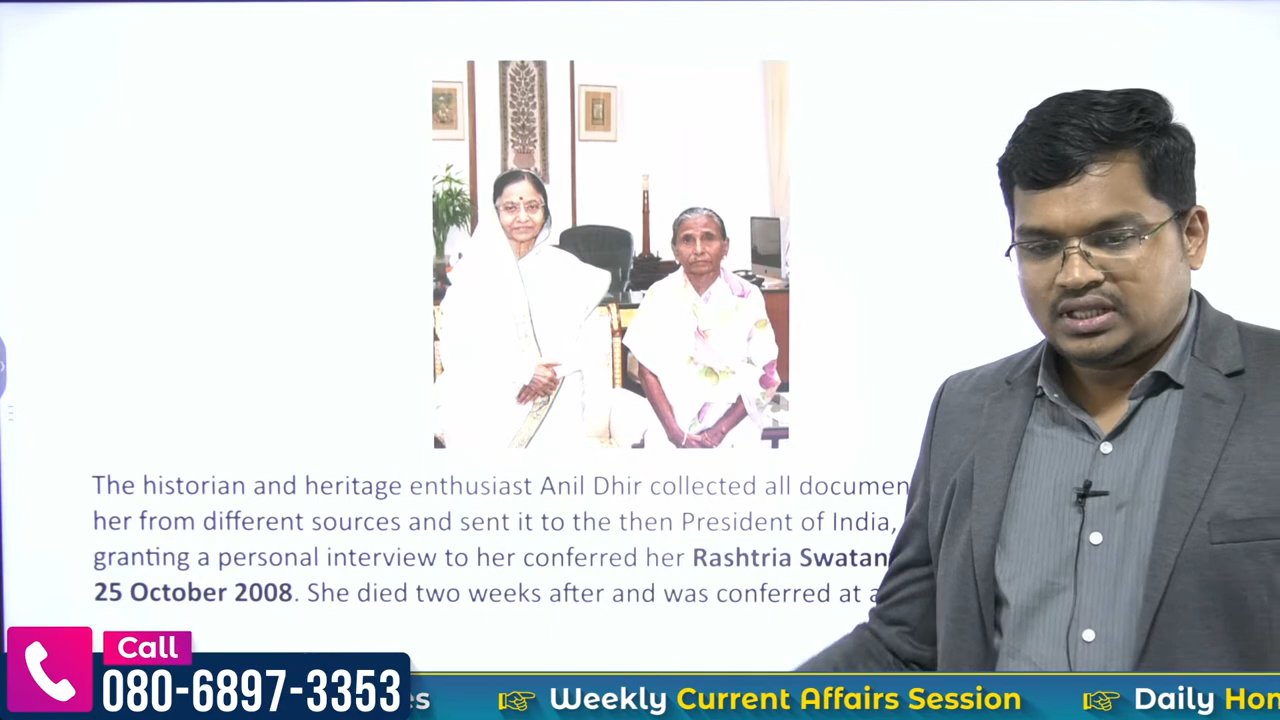 The historian and heritage enthusiast Anil Dhir collected all documen
her from different sources and sent it to the then President of India,
granting a personal interview to her conferred her Rashtria Swatan
25 October 2008. She died two weeks after and was conferred at a
Call
080-6897-3353
es
Weekly Current Affairs Session
Daily Hon